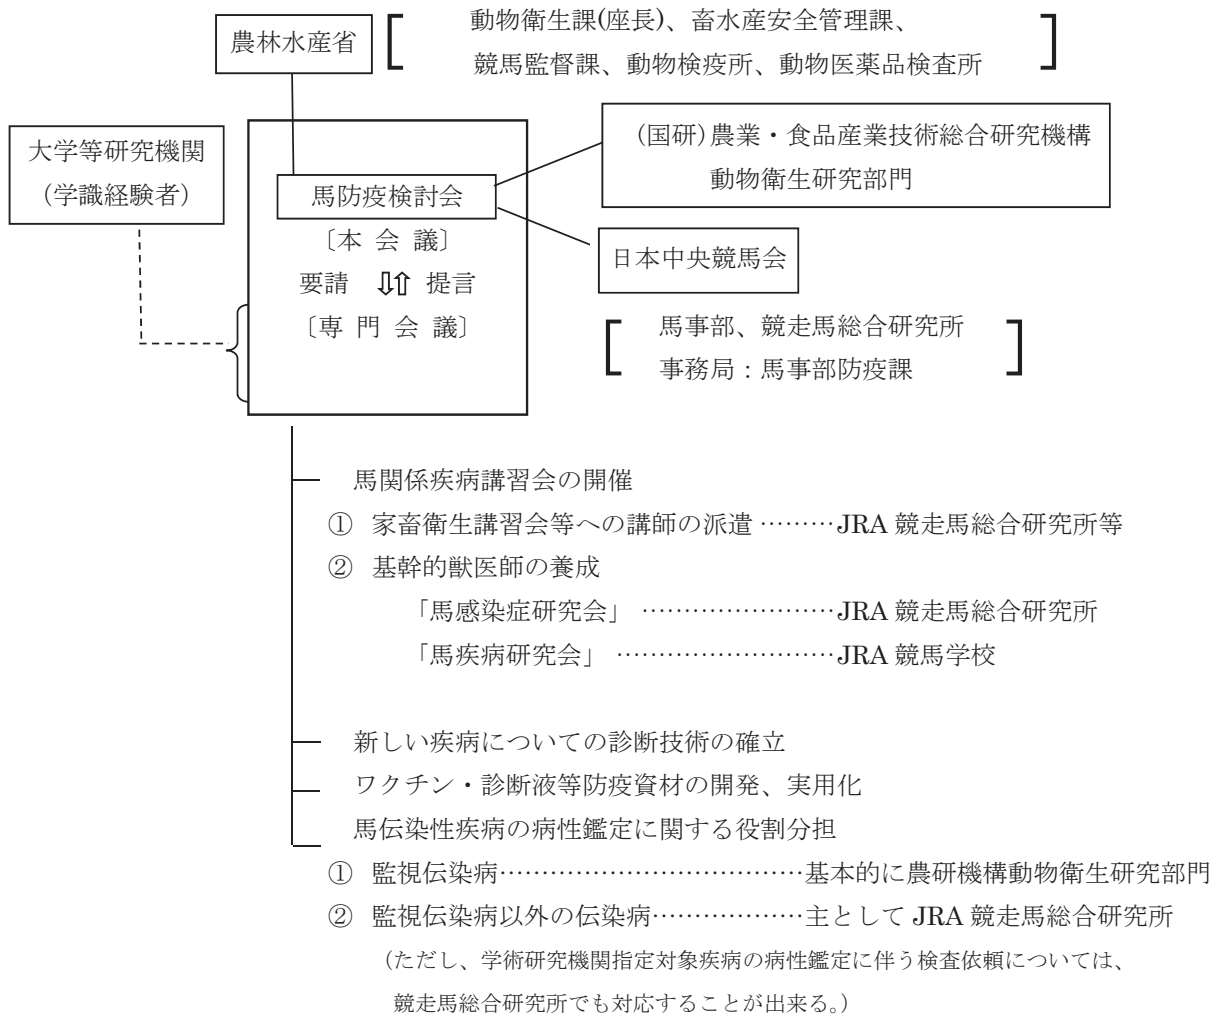 農林水産省
動物衛生課(座長)、畜水産安全管理課、
競馬監督課、動物検疫所、動物医薬品検査所
大学等研究機関
（学識経験者）
（国研）農業・食品産業技術総合研究機構
動物衛生研究部門
馬防疫検討会
〔本 会 議〕
要請 ⇩⇧ 提言
〔専 門 会 議〕
日本中央競馬会
馬事部、競走馬総合研究所
事務局：馬事部防疫課
馬関係疾病講習会の開催
① 家畜衛生講習会等への講師の派遣 ………JRA 競走馬総合研究所等
② 基幹的獣医師の養成
「馬感染症研究会」 ……………………JRA 競走馬総合研究所
「馬疾病研究会」 ………………………JRA 競馬学校
新しい疾病についての診断技術の確立
ワクチン・診断液等防疫資材の開発、実用化
馬伝染性疾病の病性鑑定に関する役割分担
① 監視伝染病………………………………基本的に農研機構動物衛生研究部門
② 監視伝染病以外の伝染病………………主として JRA 競走馬総合研究所
（ただし、学術研究機関指定対象疾病の病性鑑定に伴う検査依頼については、
競走馬総合研究所でも対応することが出来る。）